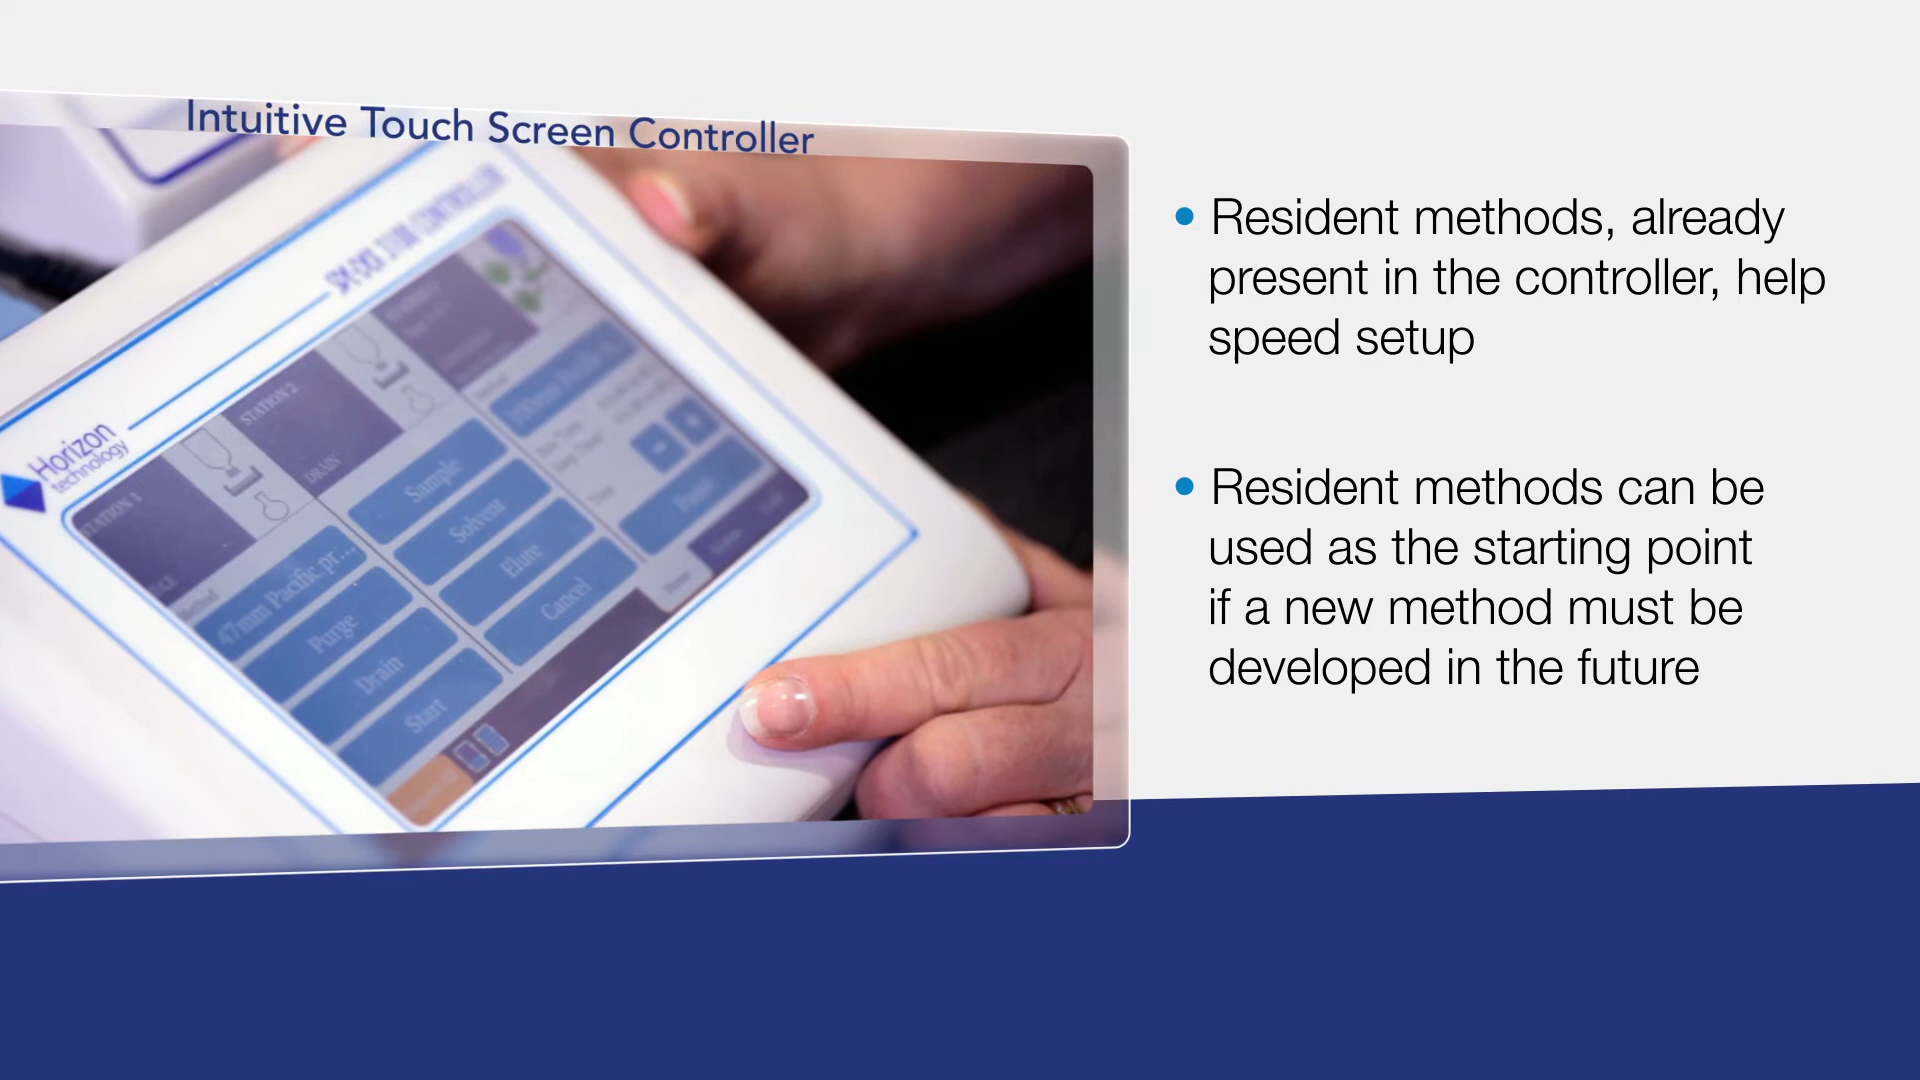 Intuitive Touch Screen Controller
Resident methods, already
present in the controller, help
speed setup
Resident methods can be
used as the starting point
if a new method must be
developed in the future
Horizon
technology
CONTROLLER
STATION 1
STATION 2
DRAIN
47mm Pacific pr...
Purge
Drain
Start
Sample
Solvent
Elute
Cancel
Pause